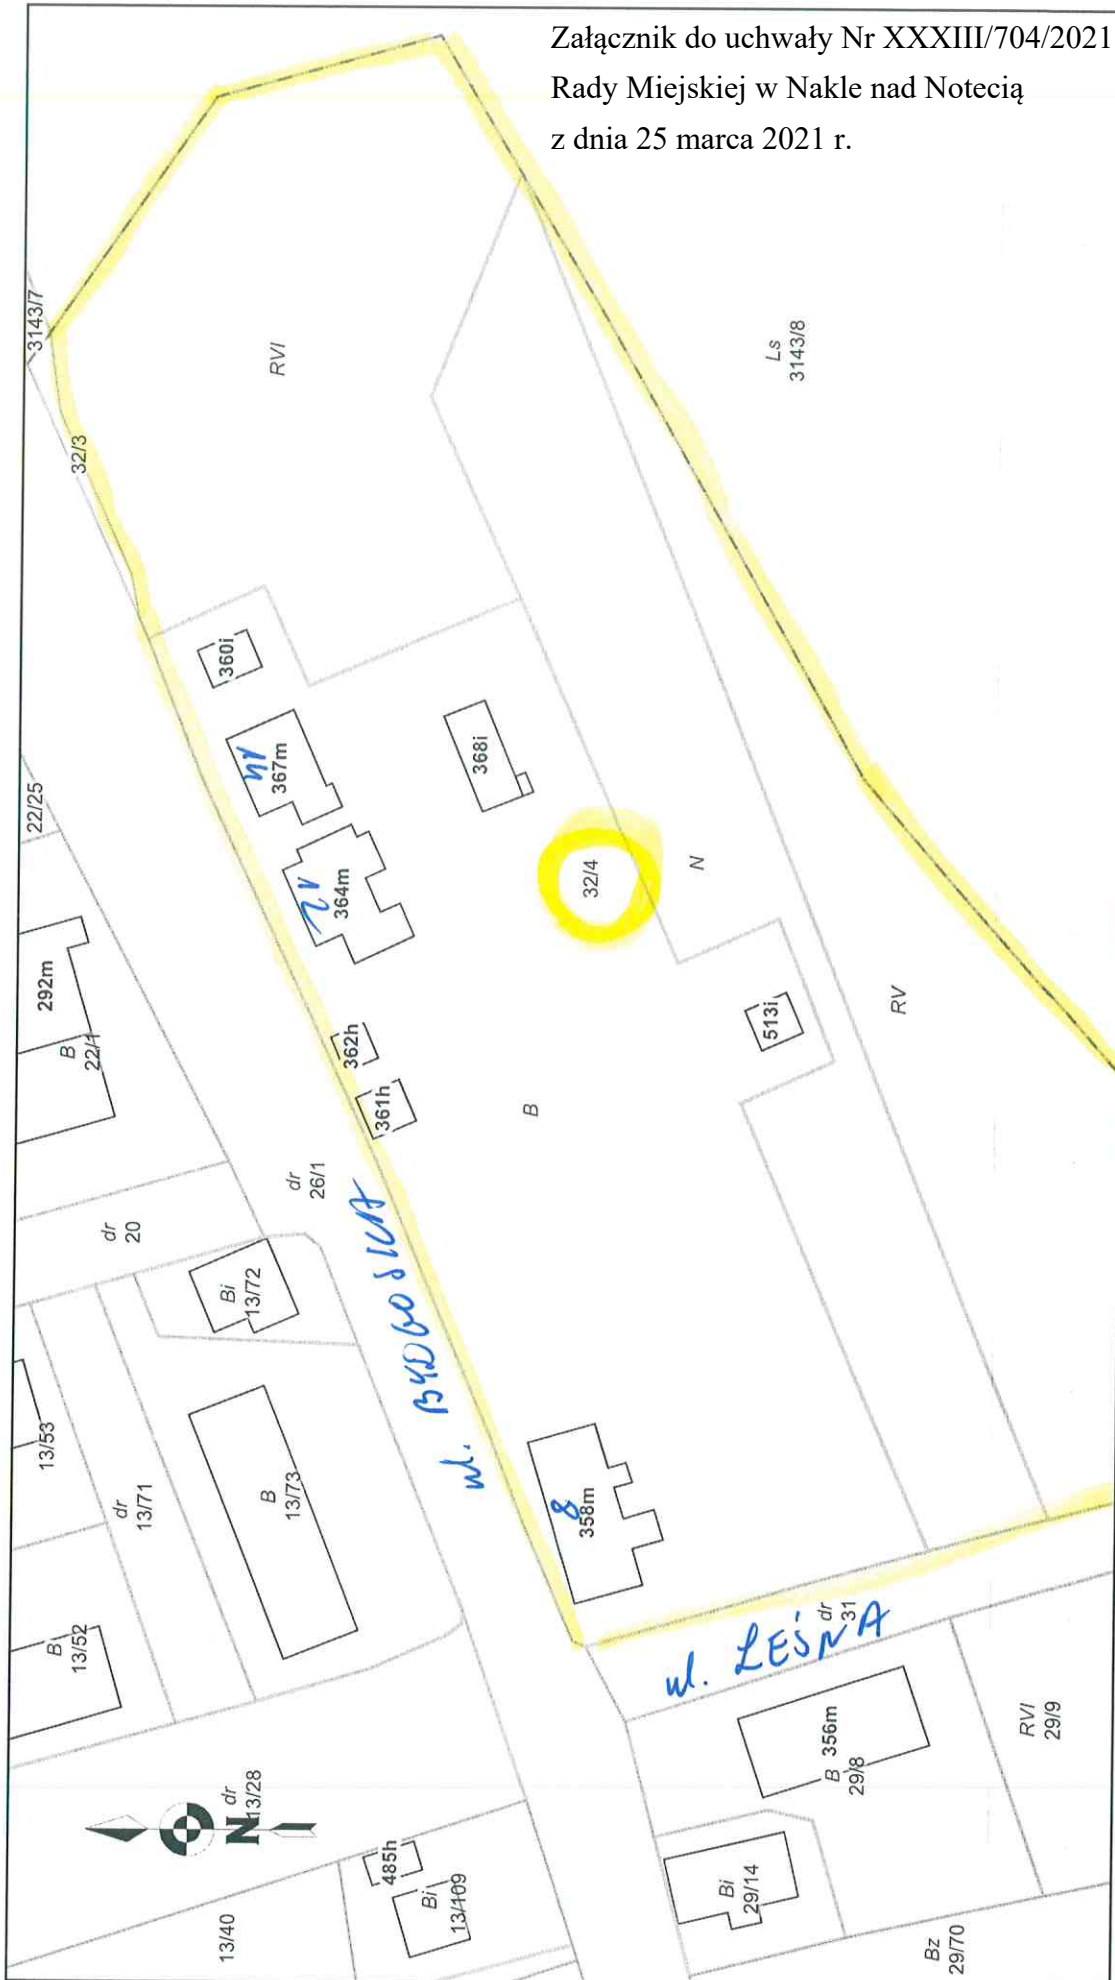 Załącznik do uchwały Nr XXXIII/704/2021
Rady Miejskiej w Nakle nad Notecią
z dnia 25 marca 2021 r.
3143/7
32/3
RVI
Ls
3143/8
360i
367m
368i
22/25
364m
32/4
N
292m
B
22/1
362h
361h
513i
RV
B
dr
26/1
dr
20
ul. BYDGOSKA
Bi
13/72
13/53
dr
13/71
B
13/73
8
358m
B
13/52
dr
31
ul. LEŚNA
356m
B
29/8
RVI
29/9
dr
13/28
N
485h
Bi
13/109
13/40
Bi
29/14
Bz
29/70